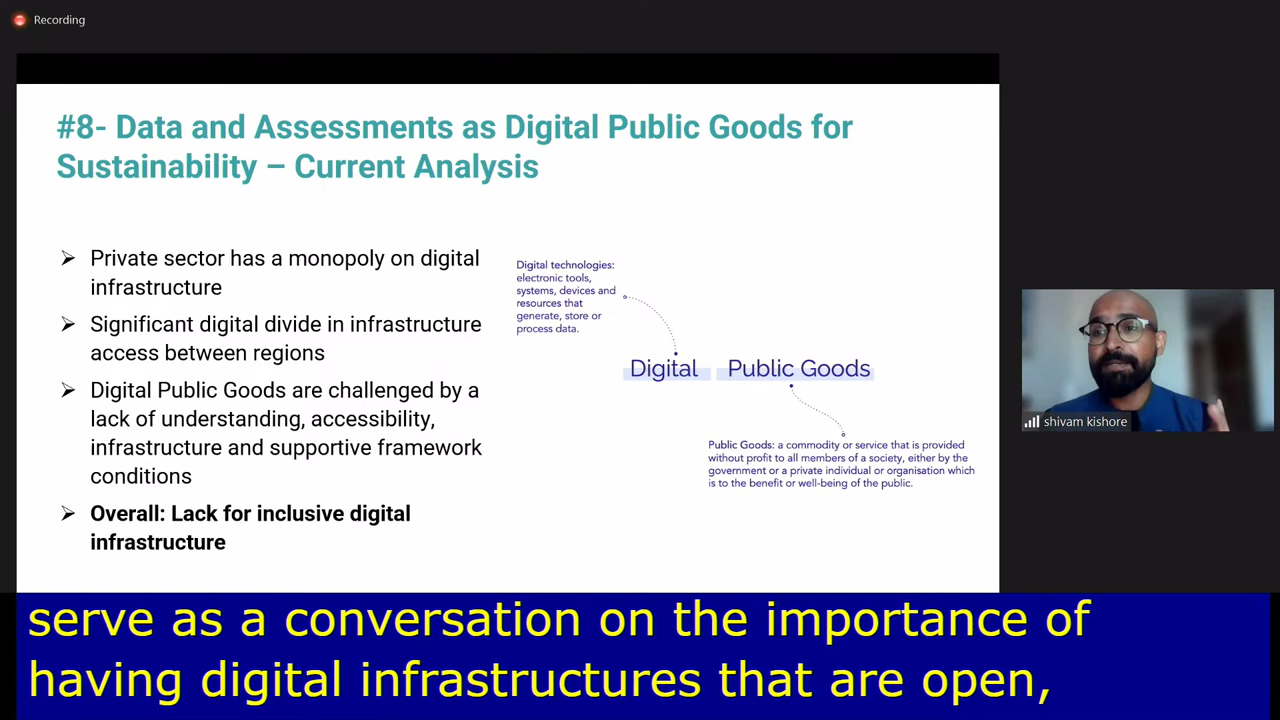 Recording
#8- Data and Assessments as Digital Public Goods for
Sustainability – Current Analysis
➢ Private sector has a monopoly on digital
infrastructure
➢ Significant digital divide in infrastructure
access between regions
➢ Digital Public Goods are challenged by a
lack of understanding, accessibility,
infrastructure and supportive framework
conditions
➢ Overall: Lack for inclusive digital
infrastructure
Digital technologies:
electronic tools,
systems, devices and
resources that
generate, store or
process data.
Digital Public Goods
Public Goods: a commodity or service that is provided
without profit to all members of a society, either by the
government or a private individual or organisation which
is to the benefit or well-being of the public.
shivam kishore
serve as a conversation on the importance of
having digital infrastructures that are open,